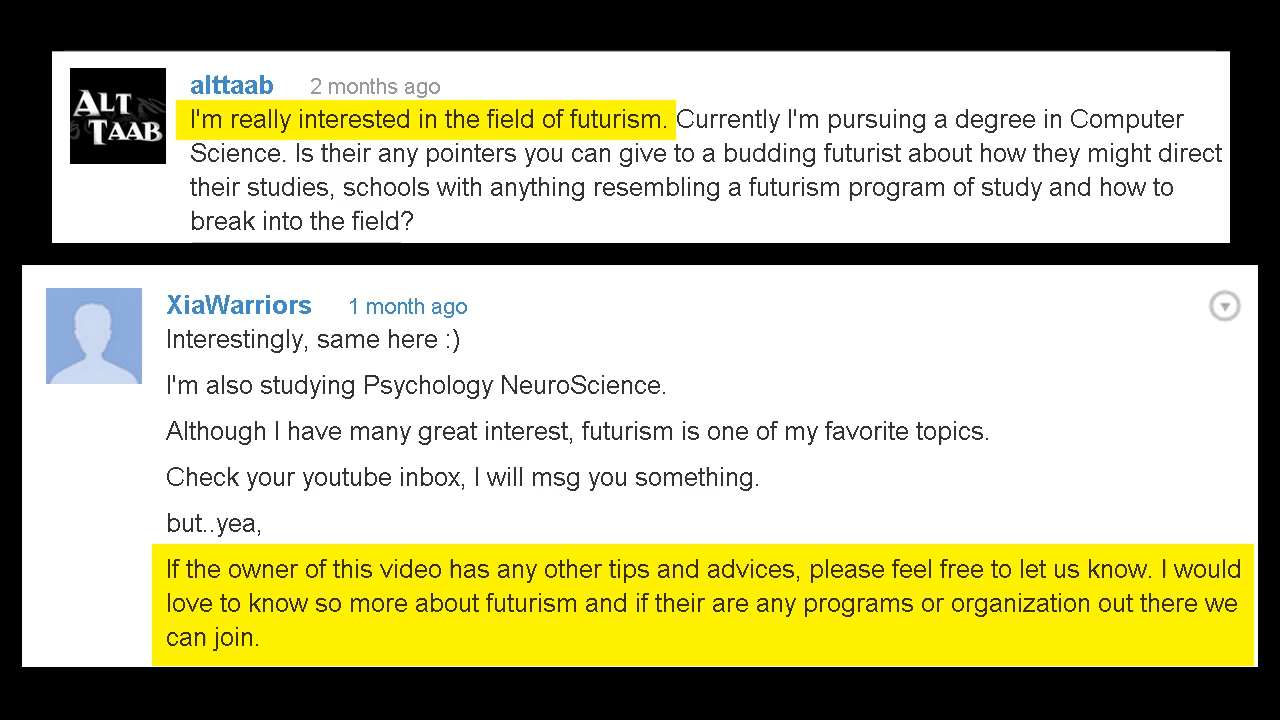 ALT
TAAB
alttaab 2 months ago
I'm really interested in the field of futurism. Currently I'm pursuing a degree in Computer
Science. Is their any pointers you can give to a budding futurist about how they might direct
their studies, schools with anything resembling a futurism program of study and how to
break into the field?
XiaWarriors 1 month ago
Interestingly, same here :)
I'm also studying Psychology NeuroScience.
Although I have many great interest, futurism is one of my favorite topics.
Check your youtube inbox, I will msg you something.
but..yea,
If the owner of this video has any other tips and advices, please feel free to let us know. I would
love to know so more about futurism and if their are any programs or organization out there we
can join.